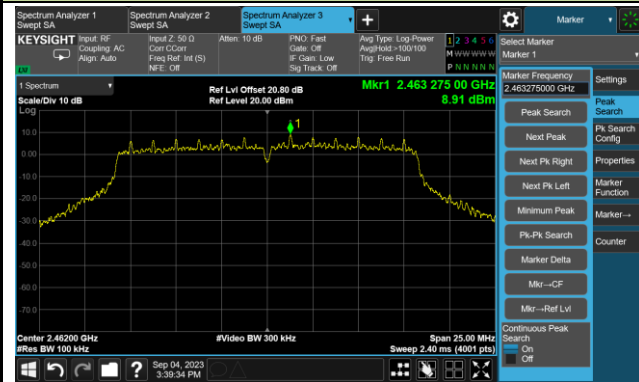 Spectrum Analyzer 1
Swept SA
Spectrum Analyzer 2
Swept SA
Spectrum Analyzer 3
Swept SA
+
Marker
KEYSIGHT
Input: RF
Coupling: AC
Align: Auto
Input Z: 50 Ω
Corr CCorr
Freq Ref: Int (S)
NFE: Off
Atten: 10 dB
PNO: Fast
Gate: Off
IF Gain: Low
Sig Track: Off
Avg Type: Log-Power
Avg|Hold:>100/100
Trig: Free Run
1 2 3 4 5 6
M W W W W W
P N N N N N
LXI
Select Marker
Marker 1
1 Spectrum
Scale/Div 10 dB
Log
Ref Lvl Offset 20.80 dB
Ref Level 20.00 dBm
Mkr1 2.463 275 00 GHz
8.91 dBm
10.0
0.00
-10.0
-20.0
-30.0
-40.0
-50.0
-60.0
-70.0
1
Center 2.46200 GHz
#Res BW 100 kHz
#Video BW 300 kHz
Span 25.00 MHz
Sweep 2.40 ms (4001 pts)
Marker Frequency
2.463275000 GHz
Peak Search
Next Peak
Next Pk Right
Next Pk Left
Minimum Peak
Pk-Pk Search
Marker Delta
Mkr→CF
Mkr→Ref Lvl
Continuous Peak
Search
On
Off
Settings
Peak
Search
Pk Search
Config
Properties
Marker
Function
Marker→
Counter
?
Sep 04, 2023
3:39:34 PM